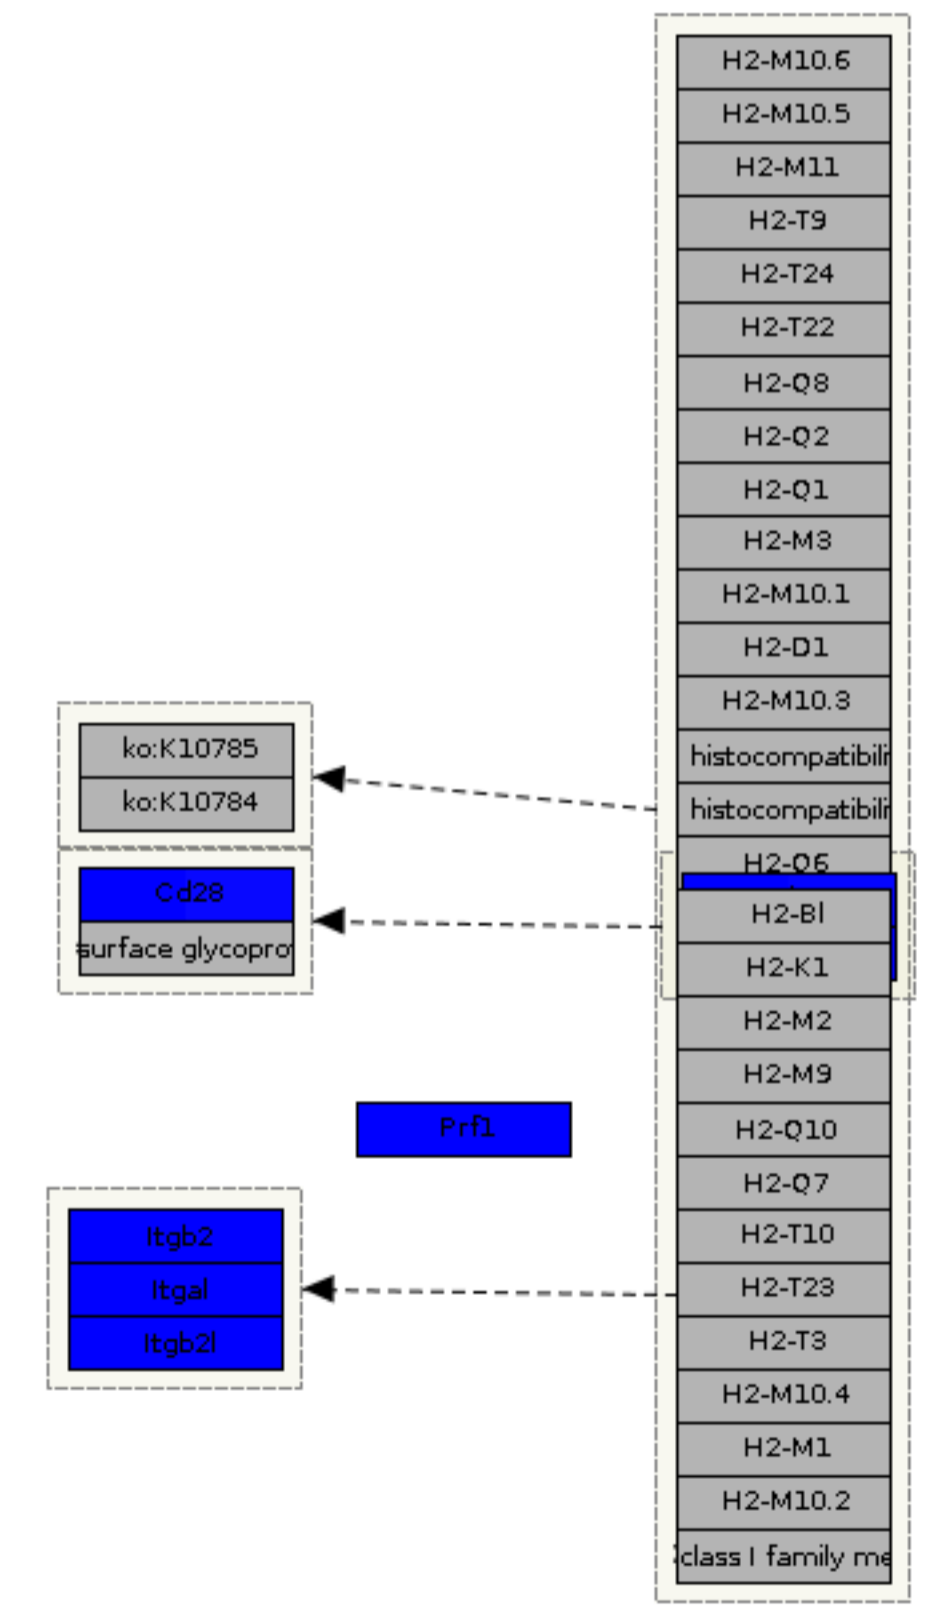 H2-M10.6
H2-M10.5
H2-M11
H2-T9
H2-T24
H2-T22
H2-Q8
H2-Q2
H2-Q1
H2-M3
H2-M10.1
H2-D1
H2-M10.3
histocompatibili
histocompatibili
H2-Q6
H2-Bl
H2-K1
H2-M2
H2-M9
H2-Q10
H2-Q7
H2-T10
H2-T23
H2-T3
H2-M10.4
H2-M1
H2-M10.2
class I family me
ko:K10785
ko:K10784
Cd28
surface glycopro
Prf1
Itgb2
Itgal
Itgb2l